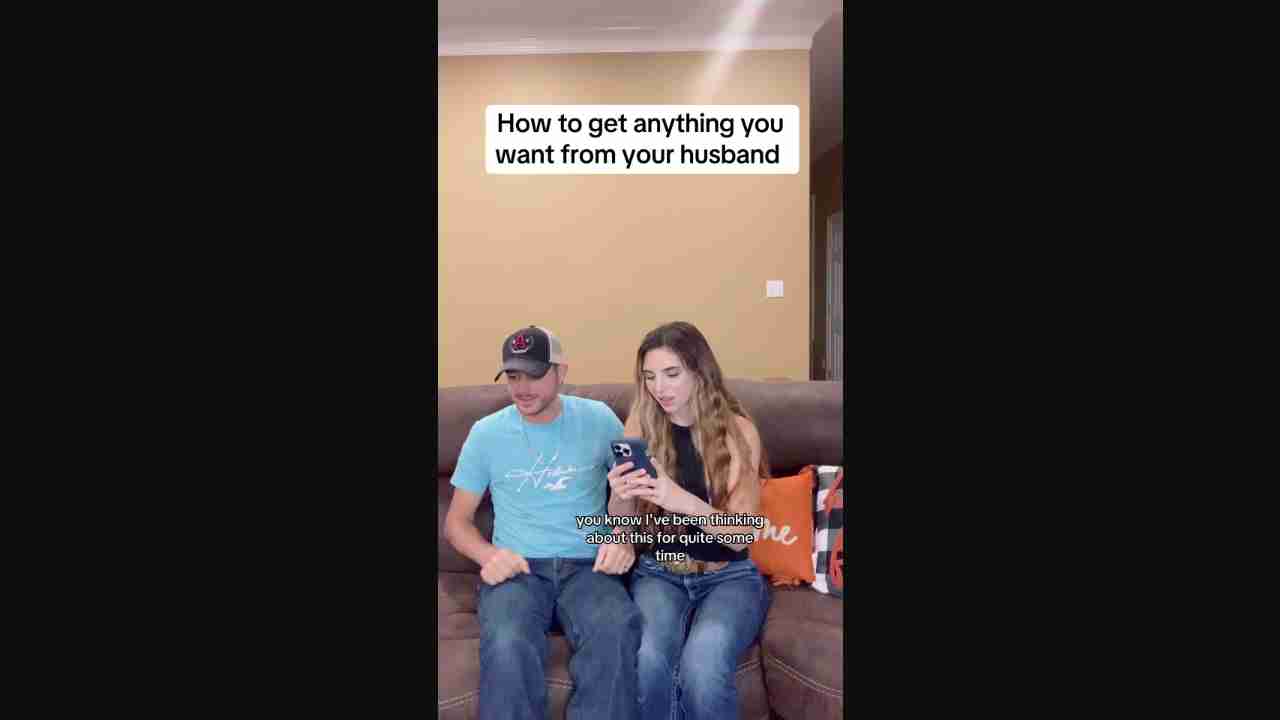 How to get anything you
want from your husband
you know I've been thinking
about this for quite some
time